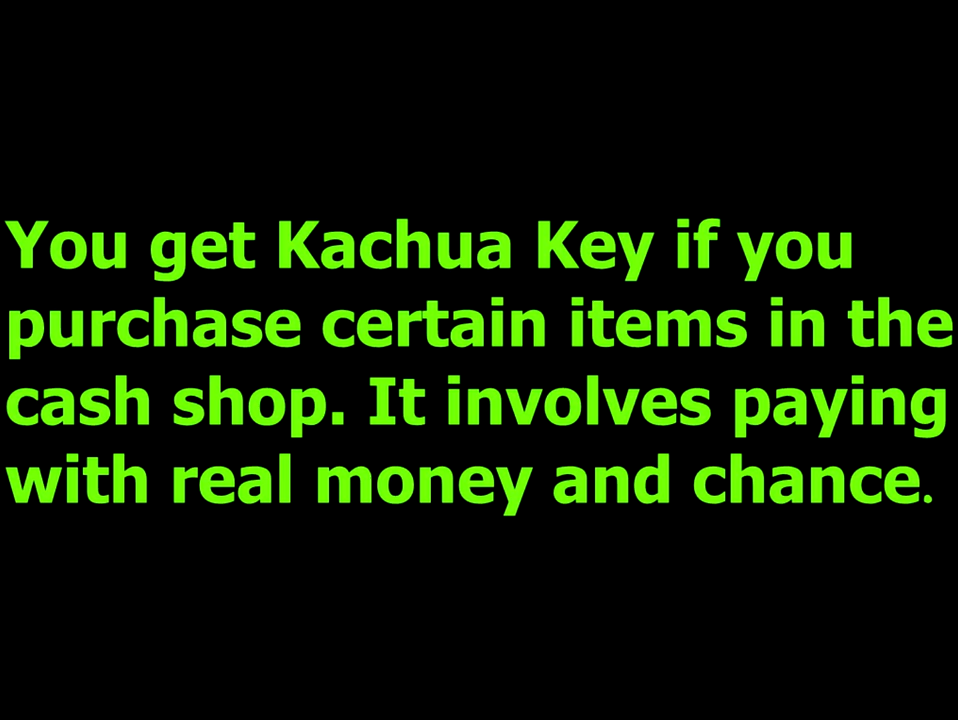 You get Kachua Key if you
purchase certain items in the
cash shop. It involves paying
with real money and chance.